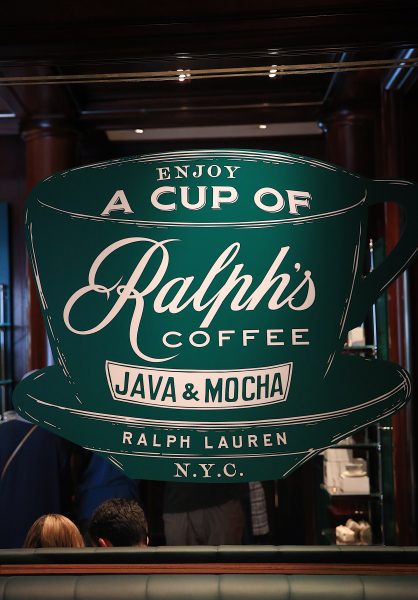 ENJOY
A CUP OF
Ralph's
COFFEE
JAVA & MOCHA
RALPH LAUREN
N.Y.C.